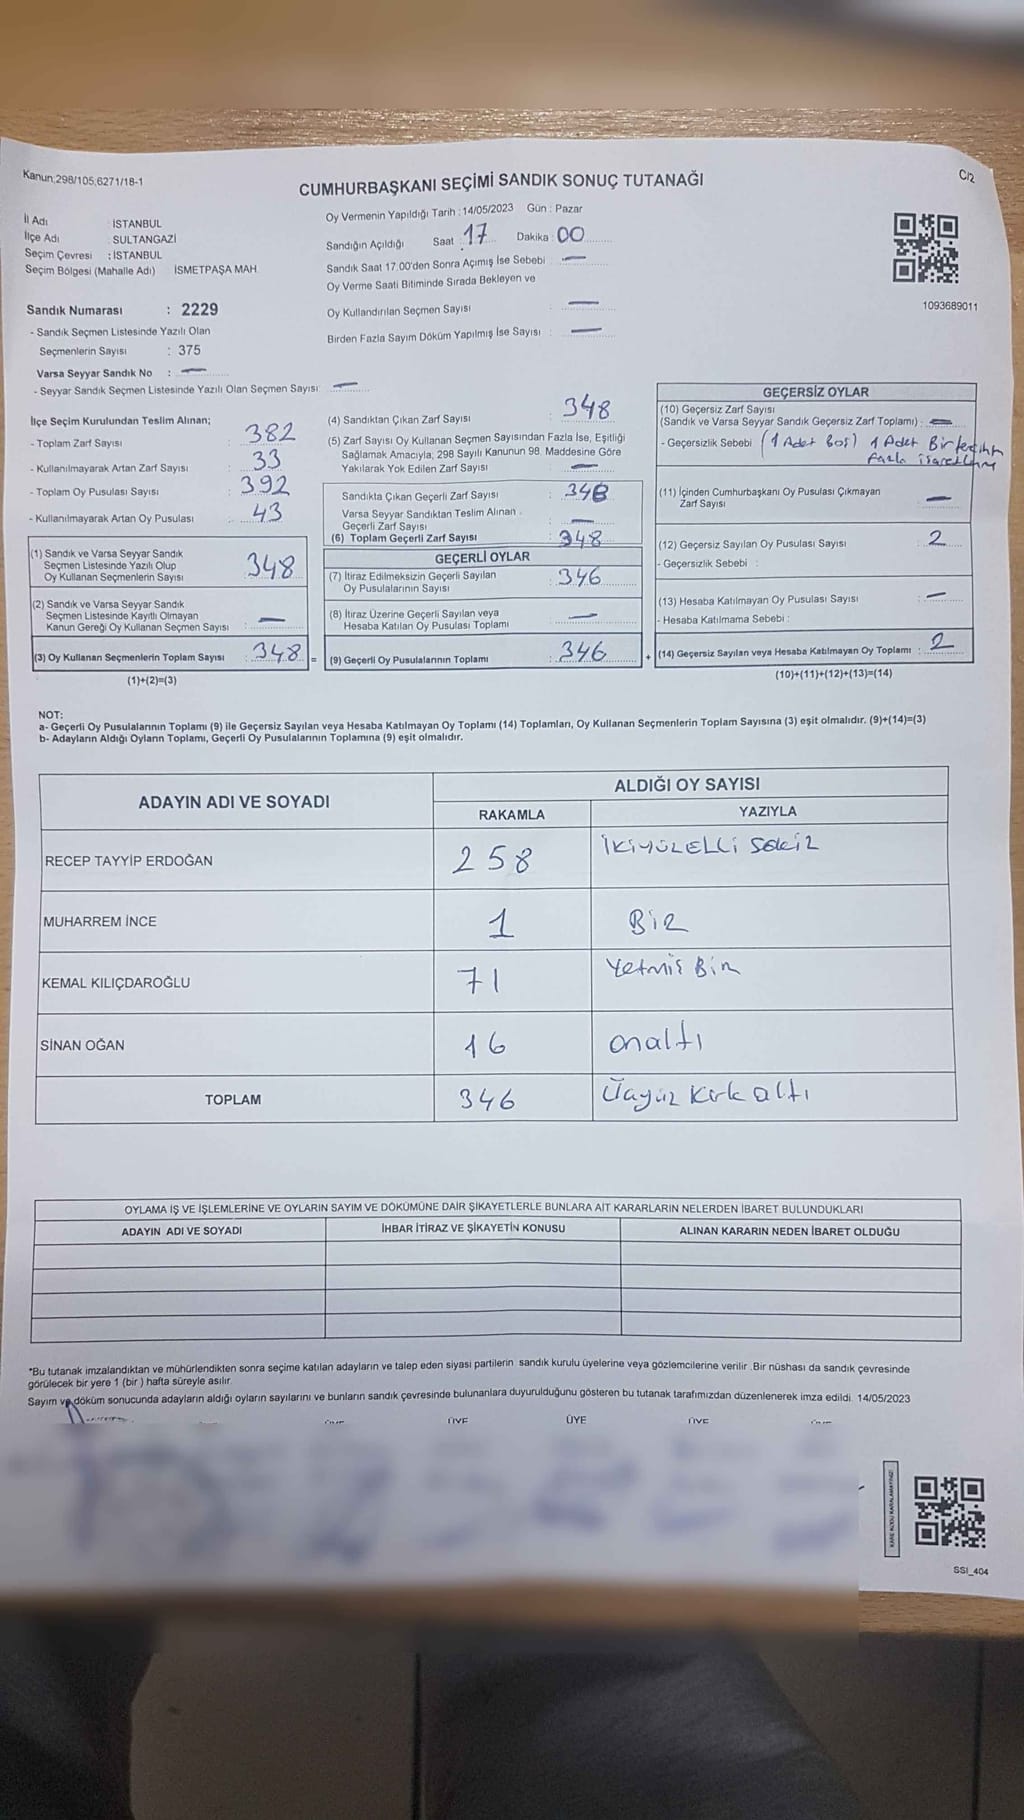 Kanun;298/105,6271/18-1
C/2
CUMHURBAŞKANI SEÇİMİ SANDIK SONUÇ TUTANAĞI
İl Adı : İSTANBUL
İlçe Adı : SULTANGAZİ
Seçim Çevresi : İSTANBUL
Seçim Bölgesi (Mahalle Adı) İSMETPAŞA MAH.
Sandık Numarası : 2229
- Sandık Seçmen Listesinde Yazılı Olan
Seçmenlerin Sayısı : 375
Varsa Seyyar Sandık No : —
- Seyyar Sandık Seçmen Listesinde Yazılı Olan Seçmen Sayısı: —
Oy Vermenin Yapıldığı Tarih : 14/05/2023 Gün : Pazar
Sandığın Açıldığı Saat : 17 Dakika : 00
Sandık Saat 17.00'den Sonra Açımış İse Sebebi : —
Oy Verme Saati Bitiminde Sırada Bekleyen ve
Oy Kullandırılan Seçmen Sayısı : —
Birden Fazla Sayım Döküm Yapılmış İse Sayısı : —
1093689011
İlçe Seçim Kurulundan Teslim Alınan;
- Toplam Zarf Sayısı : 382
- Kullanılmayarak Artan Zarf Sayısı : 33
- Toplam Oy Pusulası Sayısı : 392
- Kullanılmayarak Artan Oy Pusulası : 43
(1) Sandık ve Varsa Seyyar Sandık
Seçmen Listesinde Yazılı Olup
Oy Kullanan Seçmenlerin Sayısı : 348
(2) Sandık ve Varsa Seyyar Sandık
Seçmen Listesinde Kayıtlı Olmayan
Kanun Gereği Oy Kullanan Seçmen Sayısı : —
(3) Oy Kullanan Seçmenlerin Toplam Sayısı : 348 =
(1)+(2)=(3)
(4) Sandıktan Çıkan Zarf Sayısı : 348
(5) Zarf Sayısı Oy Kullanan Seçmen Sayısından Fazla İse, Eşitliği
Sağlamak Amacıyla, 298 Sayılı Kanunun 98. Maddesine Göre
Yakılarak Yok Edilen Zarf Sayısı : —
Sandıkta Çıkan Geçerli Zarf Sayısı : 348
Varsa Seyyar Sandıktan Teslim Alınan
Geçerli Zarf Sayısı : —
(6) Toplam Geçerli Zarf Sayısı : 348
GEÇERLİ OYLAR
(7) İtiraz Edilmeksizin Geçerli Sayılan
Oy Pusulalarının Sayısı : 346
(8) İtiraz Üzerine Geçerli Sayılan veya
Hesaba Katılan Oy Pusulası Toplamı : —
(9) Geçerli Oy Pusulalarının Toplamı : 346 +
GEÇERSİZ OYLAR
(10) Geçersiz Zarf Sayısı
(Sandık ve Varsa Seyyar Sandık Geçersiz Zarf Toplamı) : —
- Geçersizlik Sebebi (1 Adet Boş) 1 Adet Birtercihten
fazla işaretlenmiş
(11) İçinden Cumhurbaşkanı Oy Pusulası Çıkmayan
Zarf Sayısı : —
(12) Geçersiz Sayılan Oy Pusulası Sayısı : 2
- Geçersizlik Sebebi :
(13) Hesaba Katılmayan Oy Pusulası Sayısı : —
- Hesaba Katılmama Sebebi :
(14) Geçersiz Sayılan veya Hesaba Katılmayan Oy Toplamı : 2
(10)+(11)+(12)+(13)=(14)
NOT:
a- Geçerli Oy Pusulalarının Toplamı (9) ile Geçersiz Sayılan veya Hesaba Katılmayan Oy Toplamı (14) Toplamları, Oy Kullanan Seçmenlerin Toplam Sayısına (3) eşit olmalıdır. (9)+(14)=(3)
b- Adayların Aldığı Oyların Toplamı, Geçerli Oy Pusulalarının Toplamına (9) eşit olmalıdır.
ADAYIN ADI VE SOYADI ALDIĞI OY SAYISI
RAKAMLA YAZIYLA
RECEP TAYYİP ERDOĞAN 258 İKİYÜZELLİ SEKİZ
MUHARREM İNCE 1 BİR
KEMAL KILIÇDAROĞLU 71 Yetmiş Bir
SİNAN OĞAN 16 onaltı
TOPLAM 346 Üçyüz Kırk altı
OYLAMA İŞ VE İŞLEMLERİNE VE OYLARIN SAYIM VE DÖKÜMÜNE DAİR ŞİKAYETLERLE BUNLARA AİT KARARLARIN NELERDEN İBARET BULUNDUKLARI
ADAYIN ADI VE SOYADI İHBAR İTİRAZ VE ŞİKAYETİN KONUSU ALINAN KARARIN NEDEN İBARET OLDUĞU
*Bu tutanak imzalandıktan ve mühürlendikten sonra seçime katılan adayların ve talep eden siyasi partilerin sandık kurulu üyelerine veya gözlemcilerine verilir .Bir nüshası da sandık çevresinde
görülecek bir yere 1 (bir ) hafta süreyle asılır.
Sayım ve döküm sonucunda adayların aldığı oyların sayılarını ve bunların sandık çevresinde bulunanlara duyurulduğunu gösteren bu tutanak tarafımızdan düzenlenerek imza edildi. 14/05/2023
ÜYE ÜYE ÜYE
KARE KODU KARALAMAYINIZ!
SSI_404